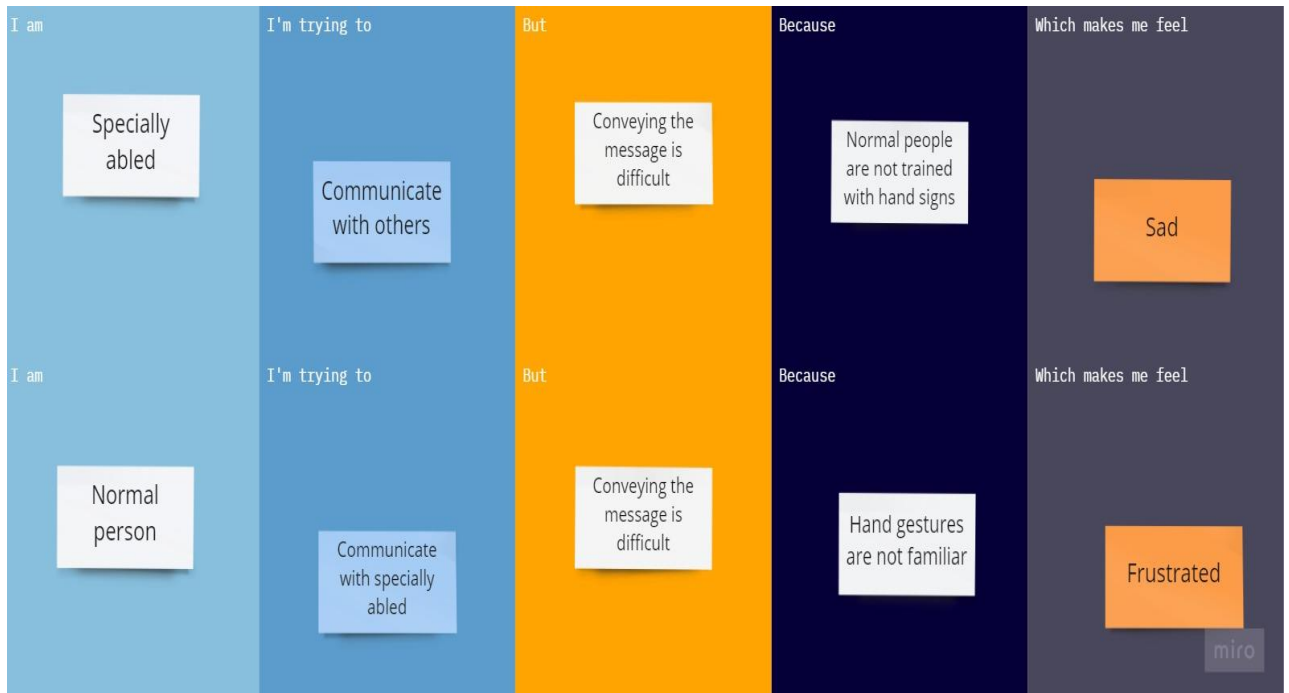 I am
I'm trying to
But
Because
Which makes me feel
Specially
abled
Communicate
with others
Conveying the
message is
difficult
Normal people
are not trained
with hand signs
Sad
I am
I'm trying to
But
Because
Which makes me feel
Normal
person
Communicate
with specially
abled
Conveying the
message is
difficult
Hand gestures
are not familiar
Frustrated
miro